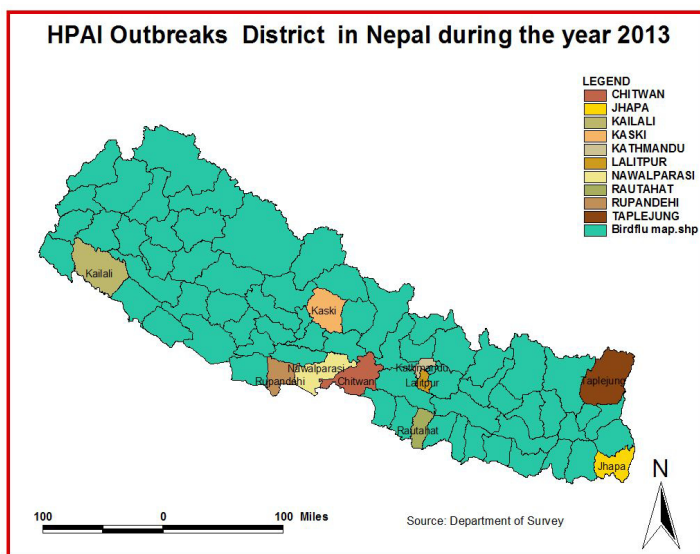 HPAI Outbreaks District in Nepal during the year 2013
LEGEND
CHITWAN
JHAPA
KAILALI
KASKI
KATHMANDU
LALITPUR
NAWALPARASI
RAUTAHAT
RUPANDEHI
TAPLEJUNG
Birdflu map.shp
Kailali
Kaski
Nawalparasi
Kathmandu
Rupandehi
Chitwan
Lalitpur
Taplejung
Rautahat
Jhapa
N
100 0 100 Miles
Source: Department of Survey